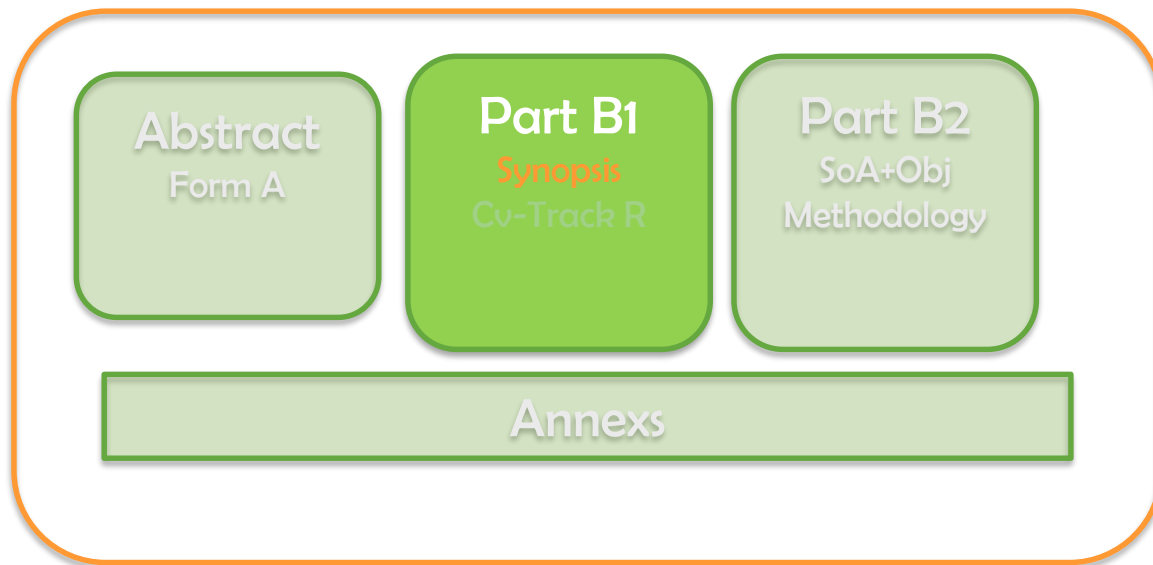 Abstract
Form A
Part B1
Synopsis
Cv-Track R
Part B2
SoA+Obj
Methodology
Annexs